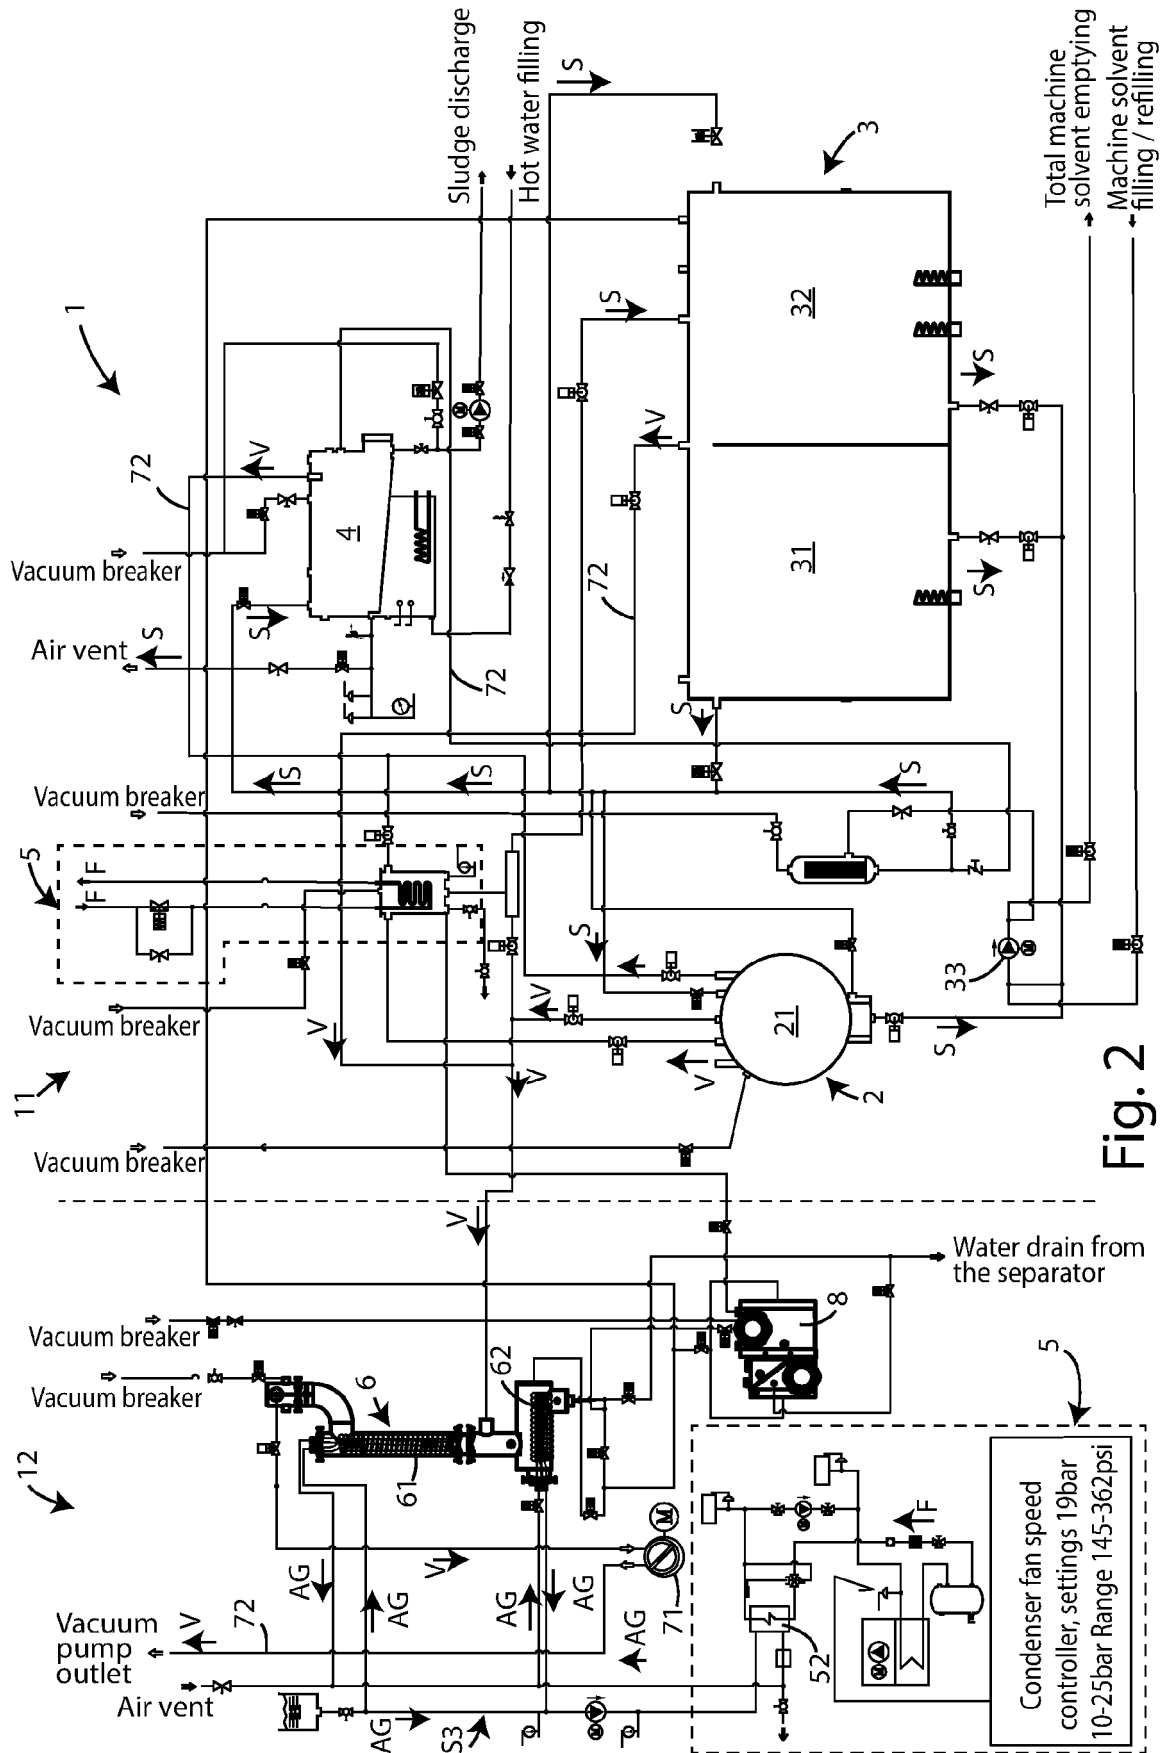 1
11
12
Sludge discharge
Hot water filling
S
3
Total machine
solvent emptying
Machine solvent
filling / refilling
72
V
4
Vacuum breaker
S
Air vent
S
72
S
V
72
32
31
S
S
S
S
S
S
Vacuum breaker
5
F
F
Vacuum breaker
V
V
S
V
V
21
2
S
33
Fig. 2
Vacuum breaker
V
Water drain from
the separator
Vacuum breaker
Vacuum breaker
6
61
62
8
5
AG
AG
V
AG
AG
M
71
AG
V
72
Vacuum
pump
outlet
Air vent
AG
S3
52
F
M
M
M
M
Condenser fan speed
controller, settings 19bar
10-25bar Range 145-362psi